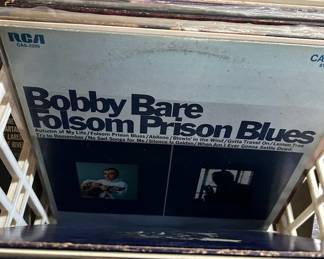 RCA
CAS-2290
CA
Bobby Bare
Folsom Prison Blues
Autumn of My Life/Folsom Prison Blues/Abilene/Blowin' in the Wind/Gotta Travel On/Lemon Tree
Try to Remember/No Sad Songs for Me/Silence Is Golden/When Am I Ever Gonna Settle Down